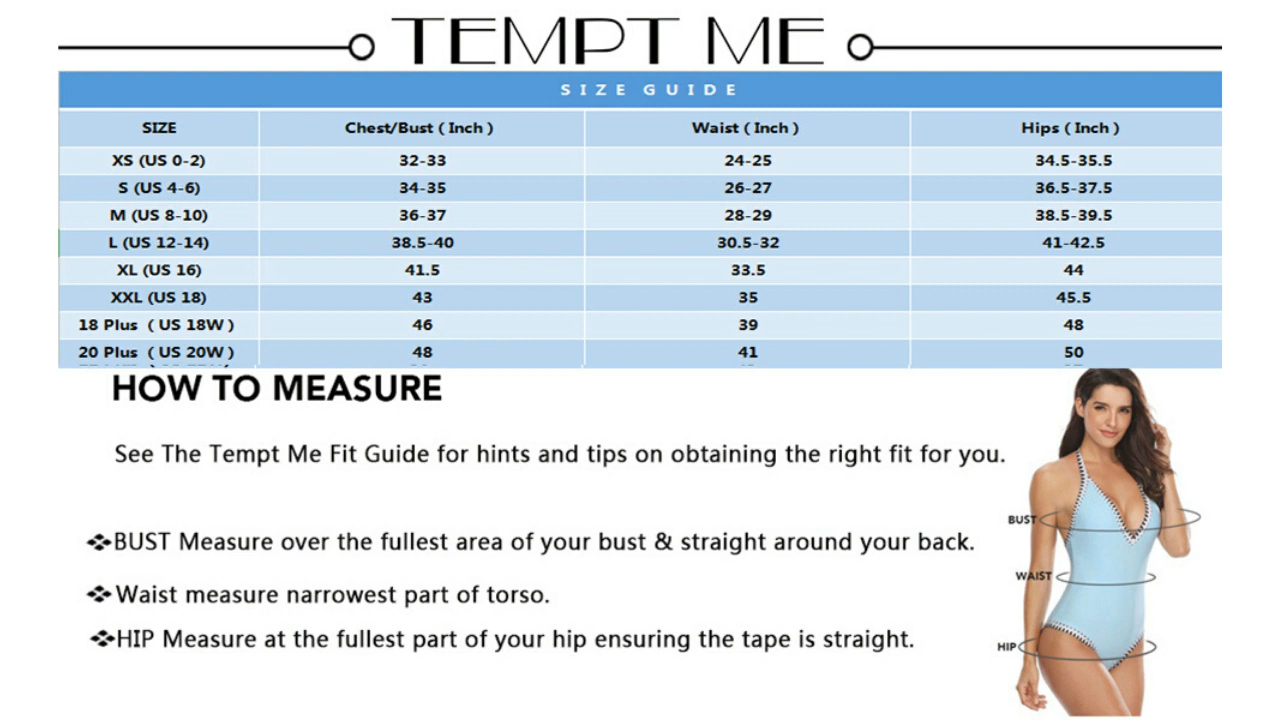 TEMPT ME
SIZE GUIDE
SIZE Chest/Bust ( Inch ) Waist ( Inch ) Hips ( Inch )
XS (US 0-2) 32-33 24-25 34.5-35.5
S (US 4-6) 34-35 26-27 36.5-37.5
M (US 8-10) 36-37 28-29 38.5-39.5
L (US 12-14) 38.5-40 30.5-32 41-42.5
XL (US 16) 41.5 33.5 44
XXL (US 18) 43 35 45.5
18 Plus ( US 18W ) 46 39 48
20 Plus ( US 20W ) 48 41 50
HOW TO MEASURE
See The Tempt Me Fit Guide for hints and tips on obtaining the right fit for you.
BUST Measure over the fullest area of your bust & straight around your back.
Waist measure narrowest part of torso.
HIP Measure at the fullest part of your hip ensuring the tape is straight.
BUST
WAIST
HIP